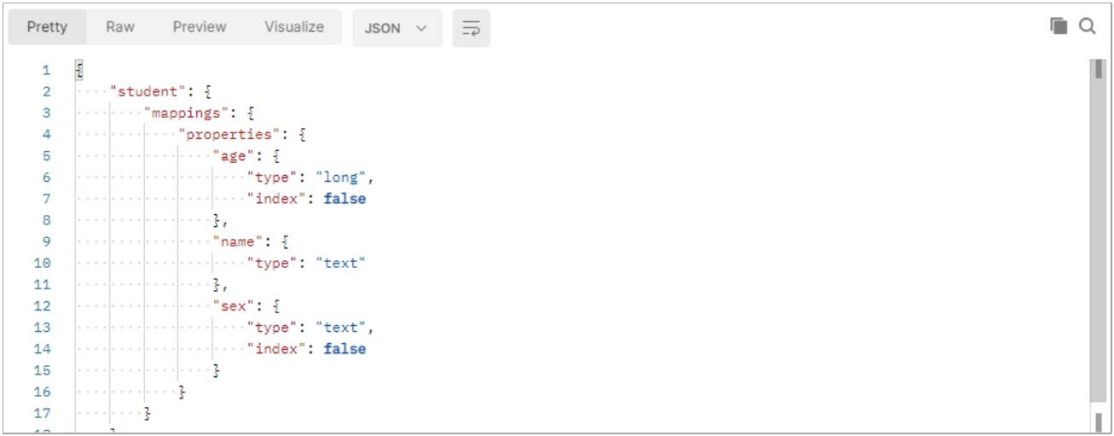 Pretty Raw Preview Visualize JSON
1 {
2 "student": {
3 "mappings": {
4 "properties": {
5 "age": {
6 "type": "long",
7 "index": false
8 },
9 "name": {
10 "type": "text"
11 },
12 "sex": {
13 "type": "text",
14 "index": false
15 }
16 }
17 }